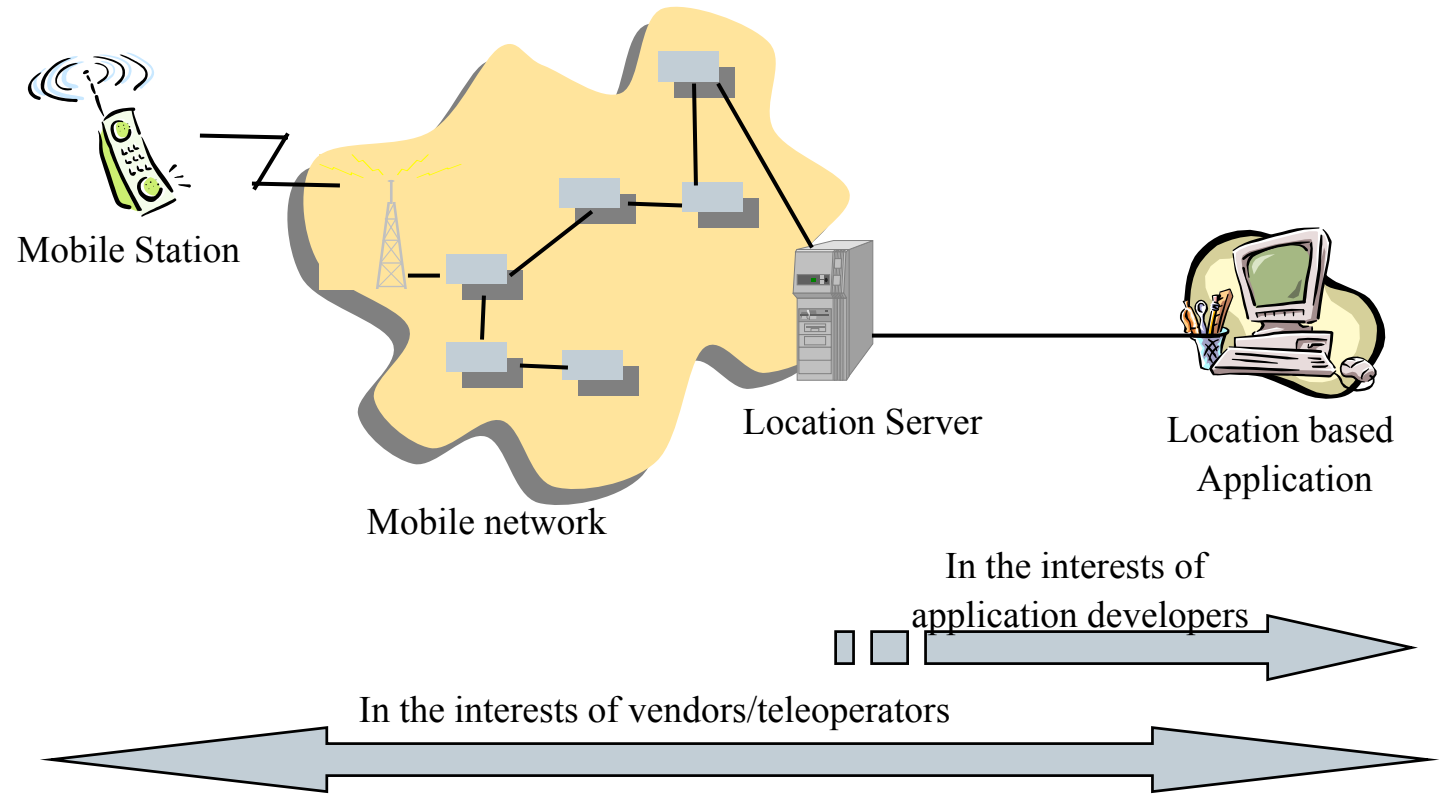 Mobile Station
Location Server
Location based
Application
Mobile network
In the interests of
application developers
In the interests of vendors/teleoperators